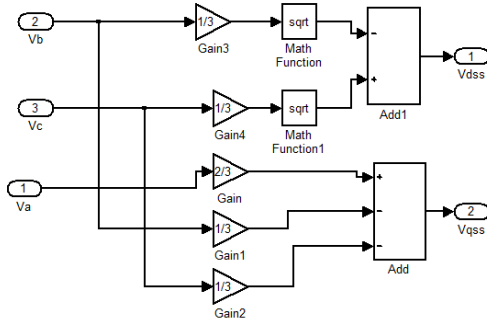 2
Vb
1/3
Gain3
sqrt
Math
Function
−
+
Add1
1
Vdss
3
Vc
1/3
Gain4
sqrt
Math
Function1
1
Va
2/3
Gain
1/3
Gain1
1/3
Gain2
+
−
−
Add
2
Vqss